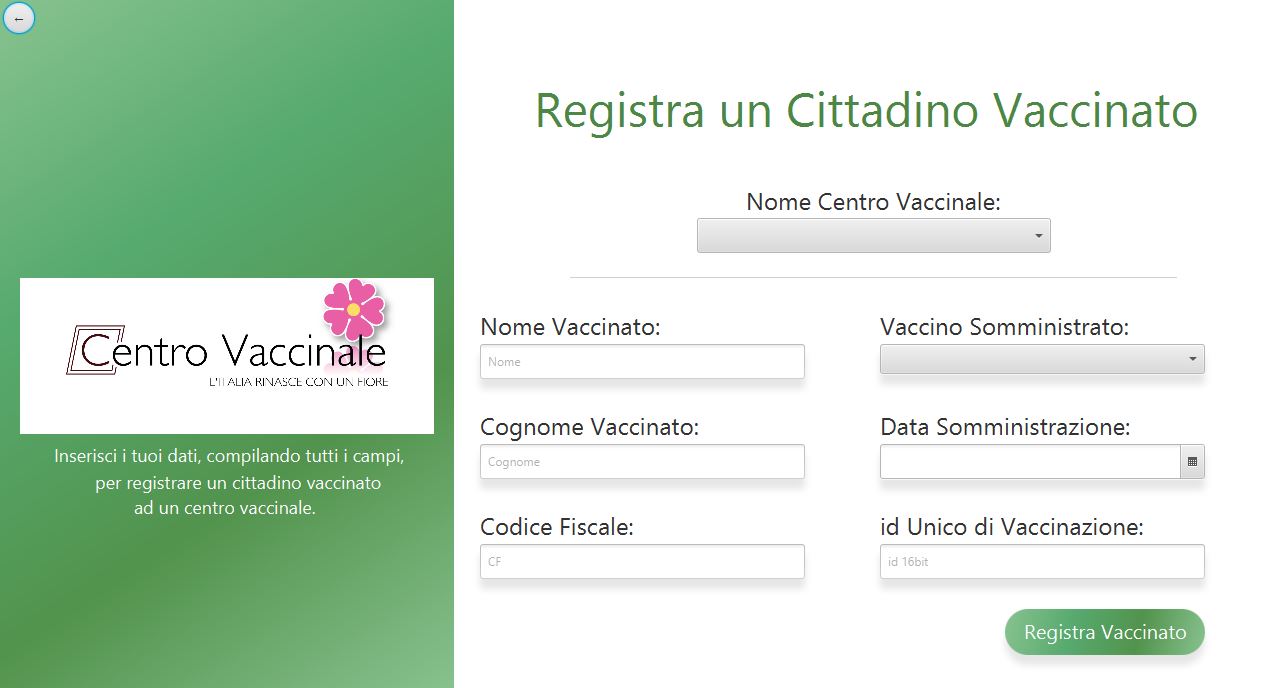 ←
Registra un Cittadino Vaccinato
Nome Centro Vaccinale:
Centro Vaccinale
L'ITALIA RINASCE CON UN FIORE
Inserisci i tuoi dati, compilando tutti i campi,
per registrare un cittadino vaccinato
ad un centro vaccinale.
Nome Vaccinato:
Nome
Vaccino Somministrato:
Cognome Vaccinato:
Cognome
Data Somministrazione:
Codice Fiscale:
CF
id Unico di Vaccinazione:
id 16bit
Registra Vaccinato